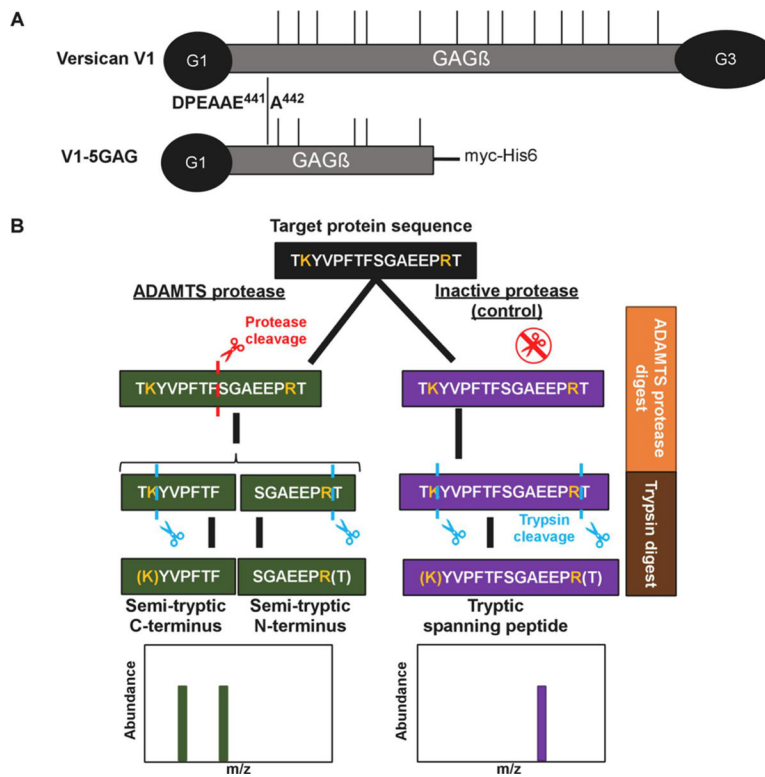 A
Versican V1
G1
GAGß
G3
DPEAAE441 A442
V1-5GAG
G1
GAGß
myc-His6
B
Target protein sequence
TKYVPFTFSGAEEPRT
ADAMTS protease
Inactive protease
(control)
Protease
cleavage
TKYVPFTFSGAEEPRT
TKYVPFTFSGAEEPRT
ADAMTS protease
digest
TKYVPFTF
SGAEEPRT
TKYVPFTFSGAEEPRT
Trypsin
cleavage
Trypsin digest
(K)YVPFTF
SGAEEPR(T)
(K)YVPFTFSGAEEPR(T)
Semi-tryptic
C-terminus
Semi-tryptic
N-terminus
Tryptic
spanning peptide
Abundance
m/z
Abundance
m/z